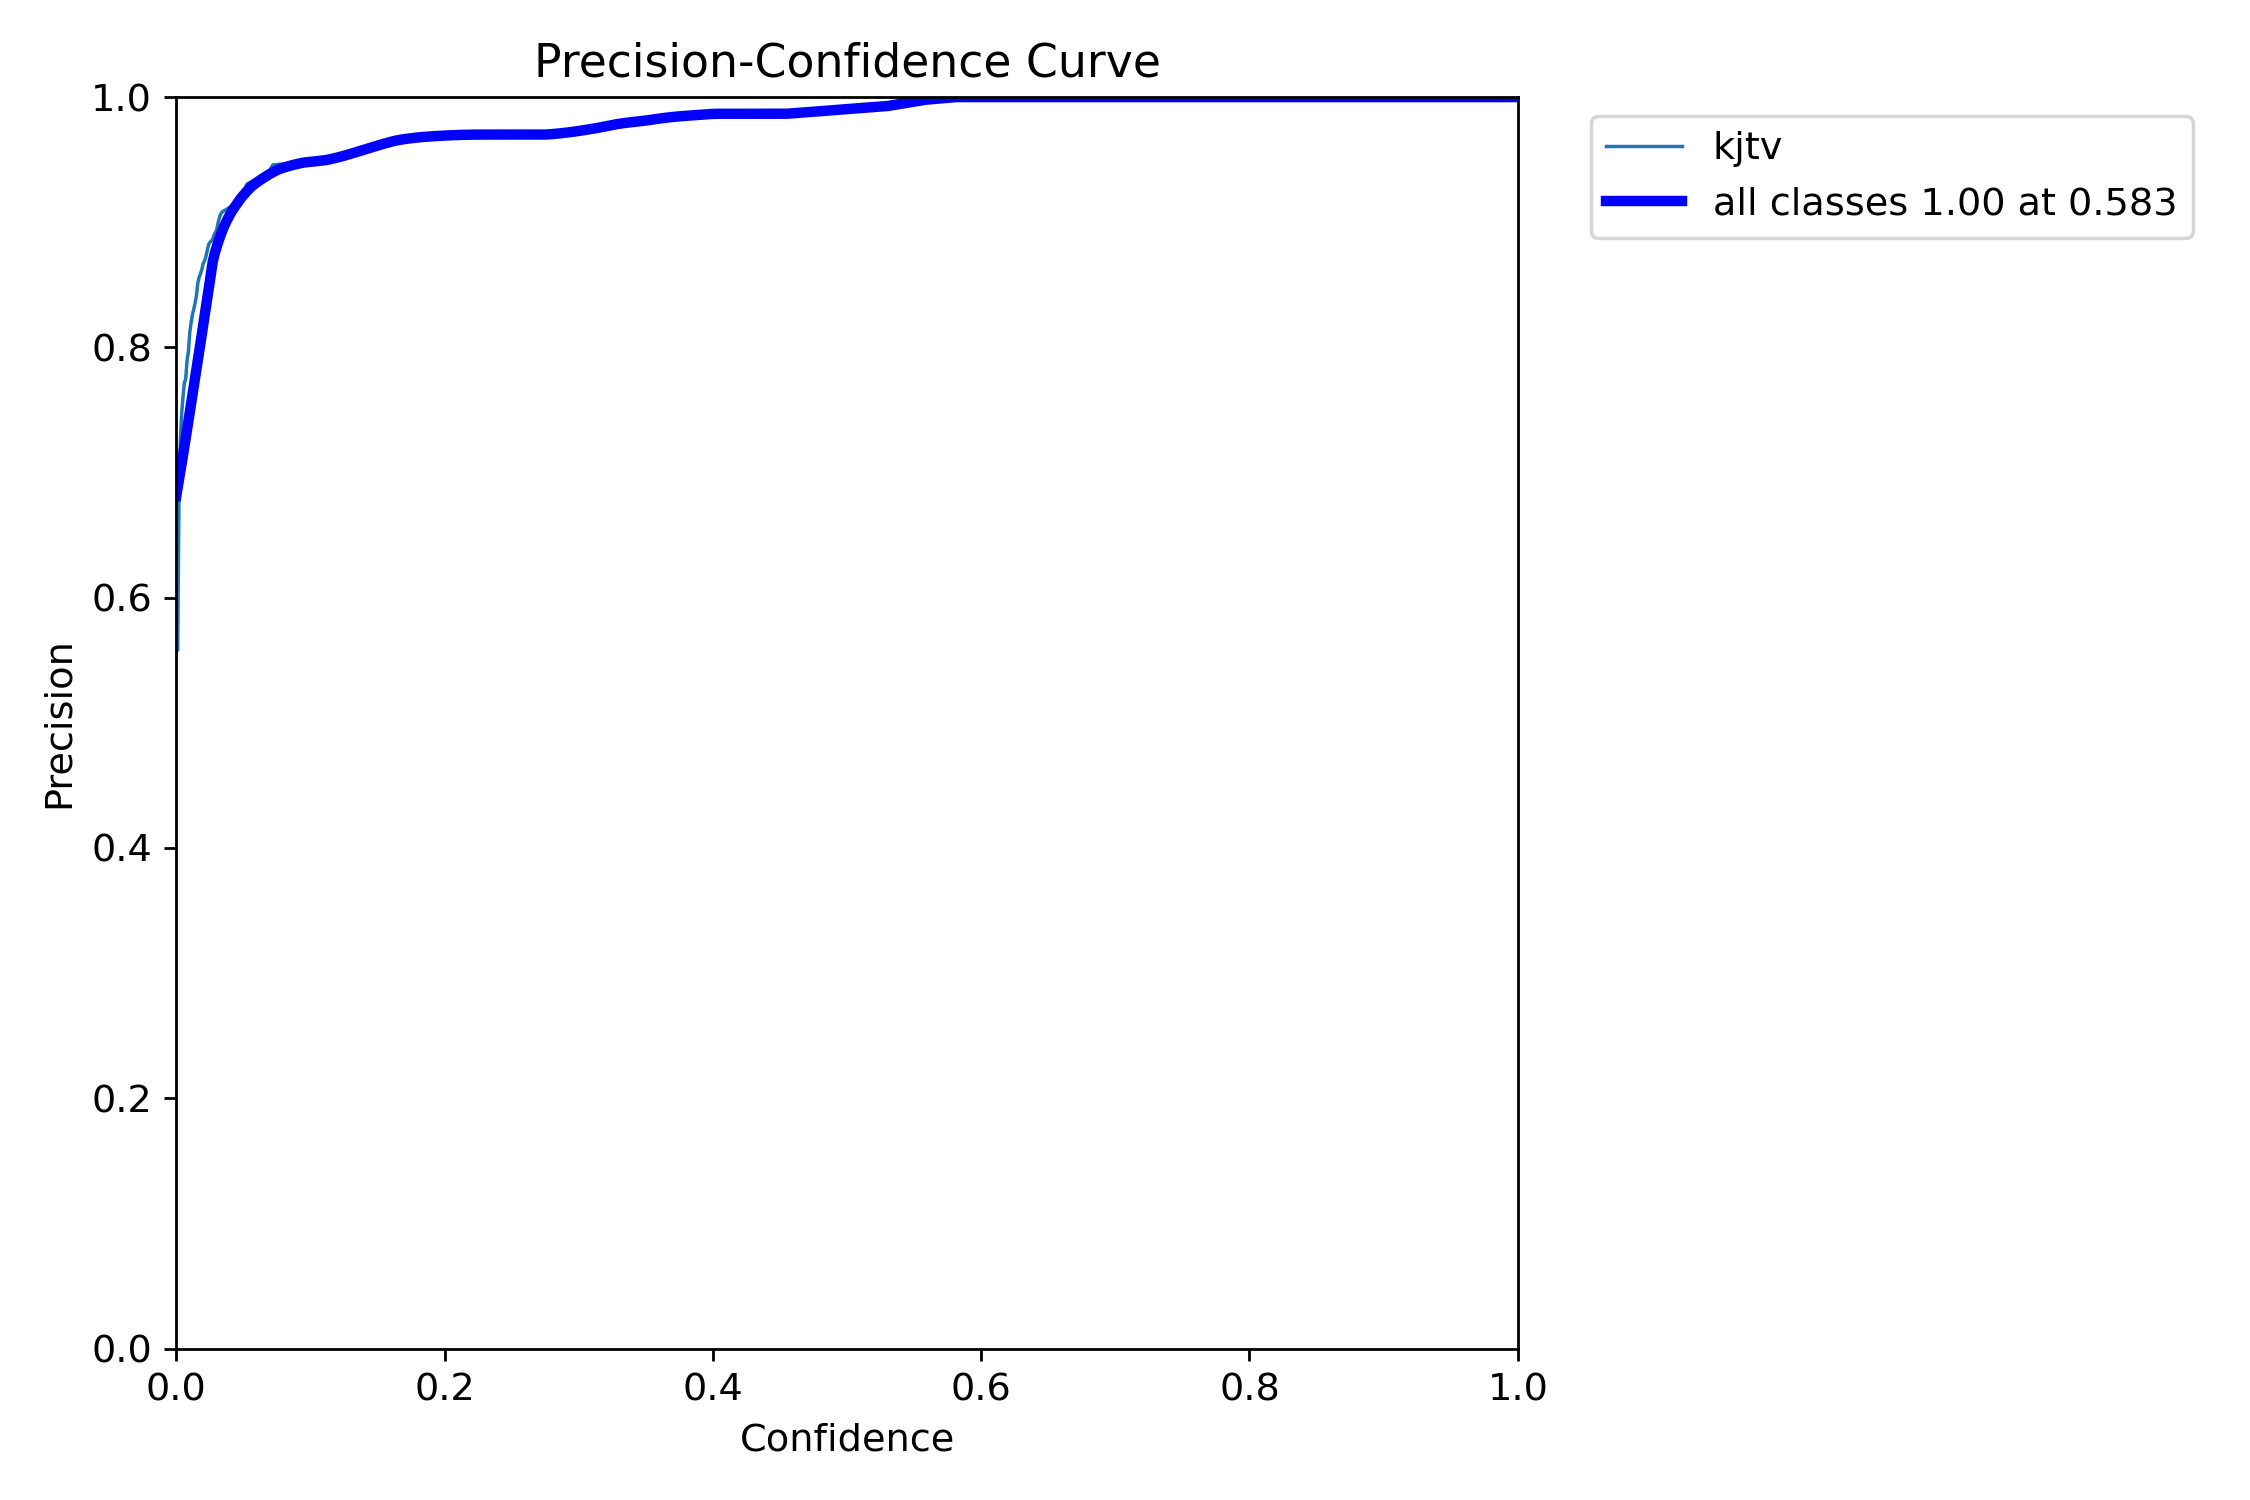 Precision-Confidence Curve
1.0
0.8
0.6
0.4
0.2
0.0
Precision
0.0 0.2 0.4 0.6 0.8 1.0
Confidence
kjtv
all classes 1.00 at 0.583